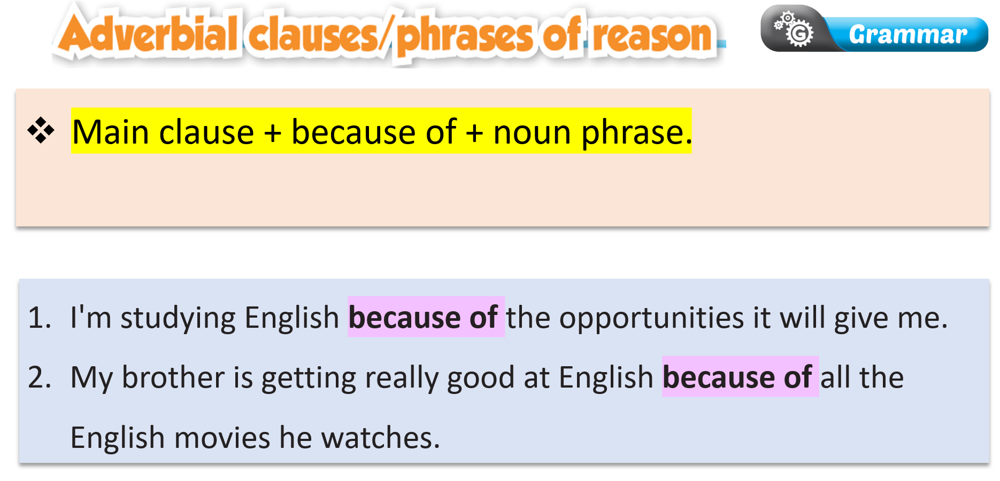 Adverbial clauses/phrases of reason
G Grammar
❖ Main clause + because of + noun phrase.
1. I'm studying English because of the opportunities it will give me.
2. My brother is getting really good at English because of all the
English movies he watches.